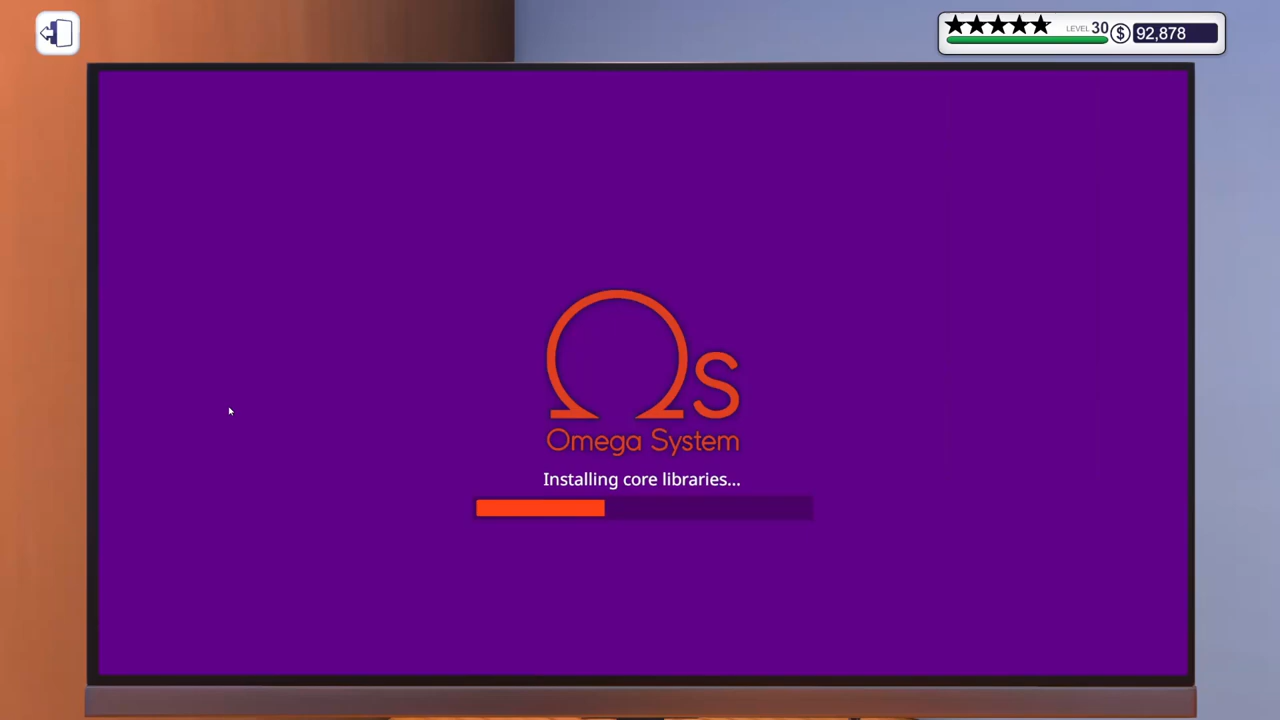 LEVEL 30 $ 92,878
Ωs
Omega System
Installing core libraries...